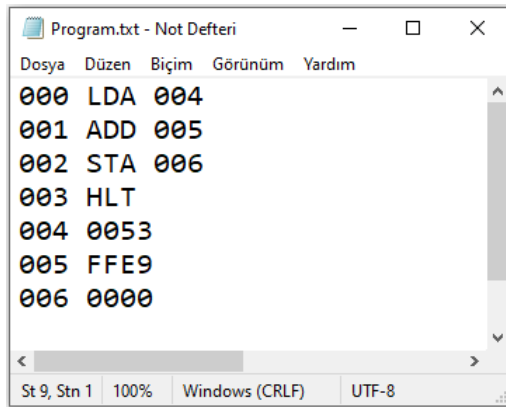 Program.txt - Not Defteri
Dosya Düzen Biçim Görünüm Yardım
000 LDA 004
001 ADD 005
002 STA 006
003 HLT
004 0053
005 FFE9
006 0000
St 9, Stn 1 100% Windows (CRLF) UTF-8